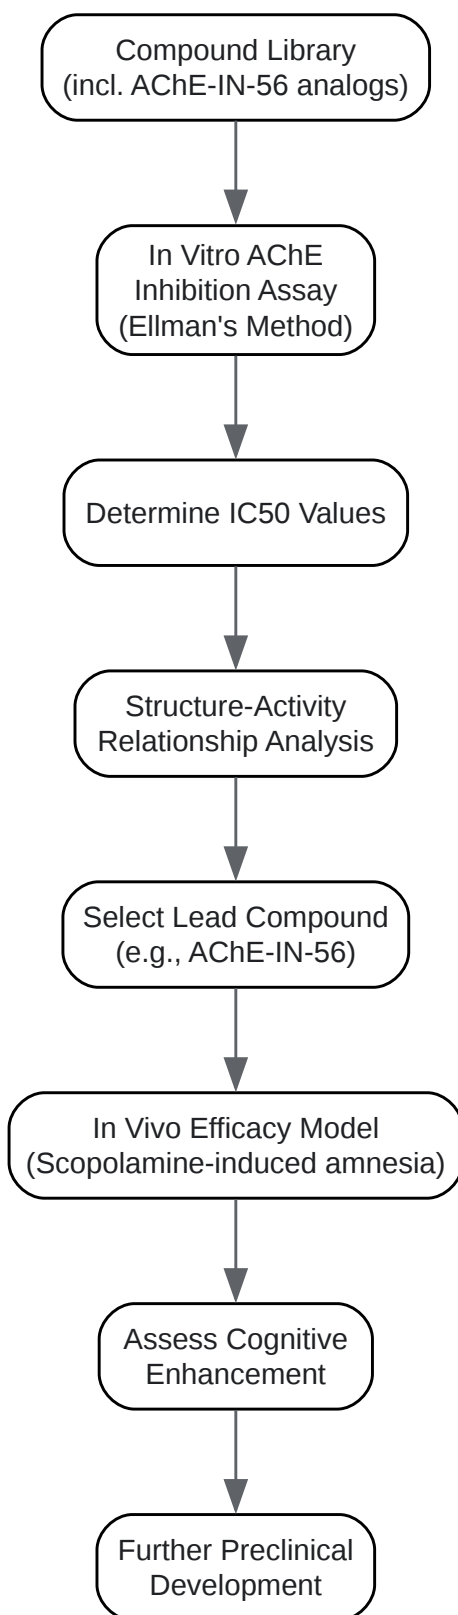 Compound Library
(incl. AChE-IN-56 analogs)
In Vitro AChE
Inhibition Assay
(Ellman's Method)
Determine IC50 Values
Structure-Activity
Relationship Analysis
Select Lead Compound
(e.g., AChE-IN-56)
In Vivo Efficacy Model
(Scopolamine-induced amnesia)
Assess Cognitive
Enhancement
Further Preclinical
Development